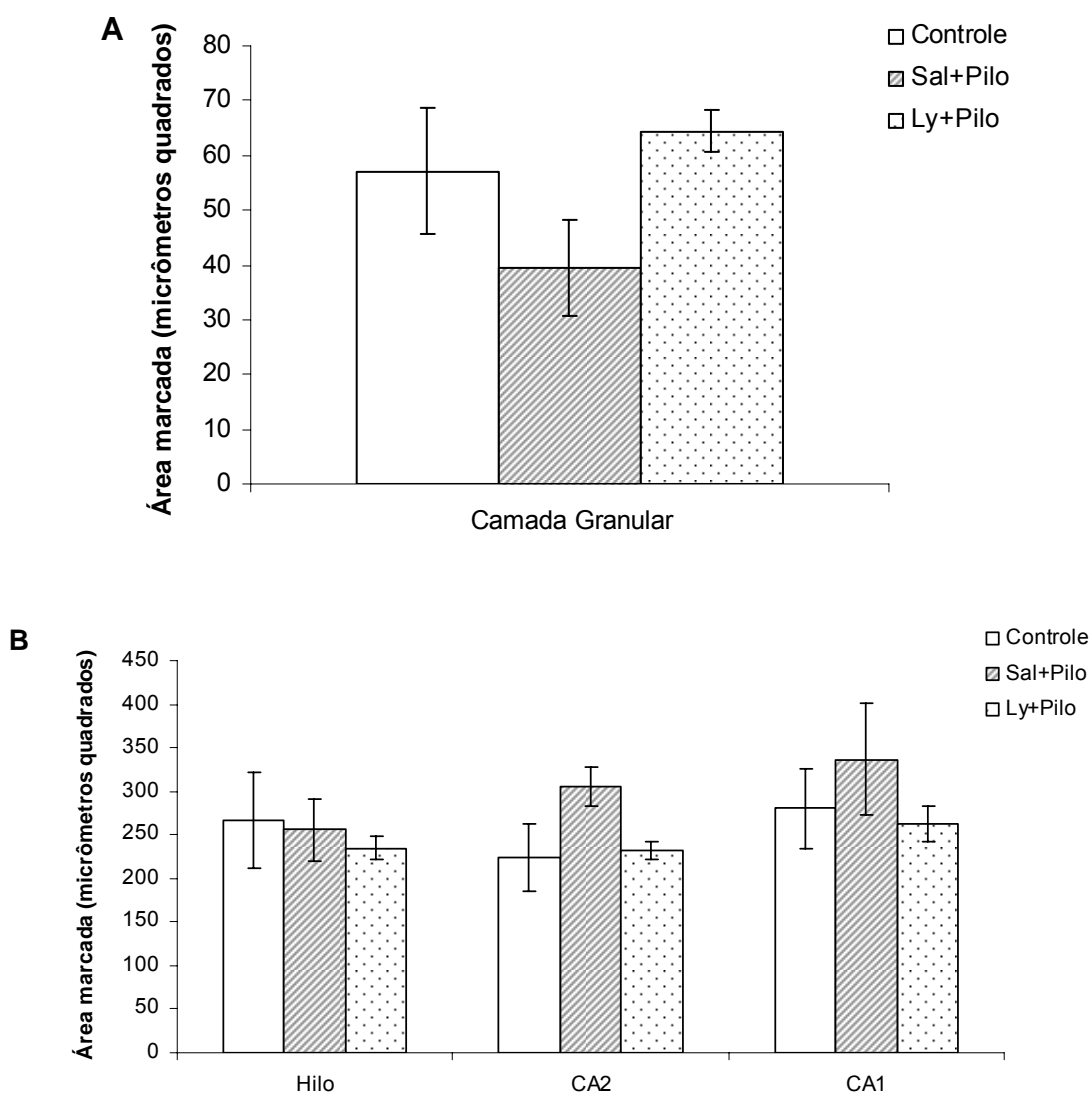 A
Área marcada (micrômetros quadrados)
80
70
60
50
40
30
20
10
0
Camada Granular
Controle
Sal+Pilo
Ly+Pilo
B
Área marcada (micrômetros quadrados)
450
400
350
300
250
200
150
100
50
0
Hilo
CA2
CA1
Controle
Sal+Pilo
Ly+Pilo